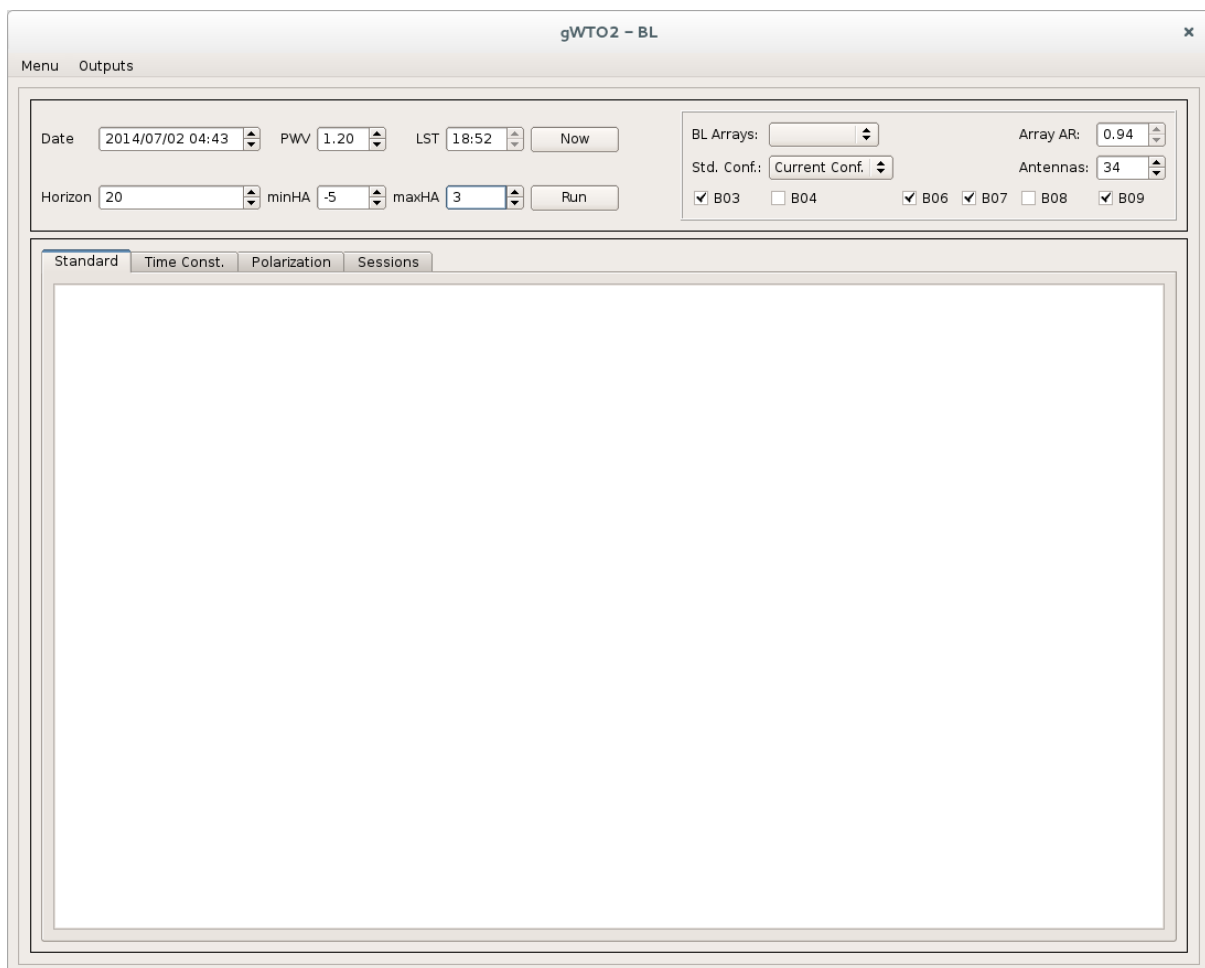 gWTO2 – BL
Menu Outputs
Date 2014/07/02 04:43 PWV 1.20 LST 18:52 Now
Horizon 20 minHA -5 maxHA 3 Run
BL Arrays: Array AR: 0.94
Std. Conf.: Current Conf. Antennas: 34
B03 B04 B06 B07 B08 B09
Standard Time Const. Polarization Sessions